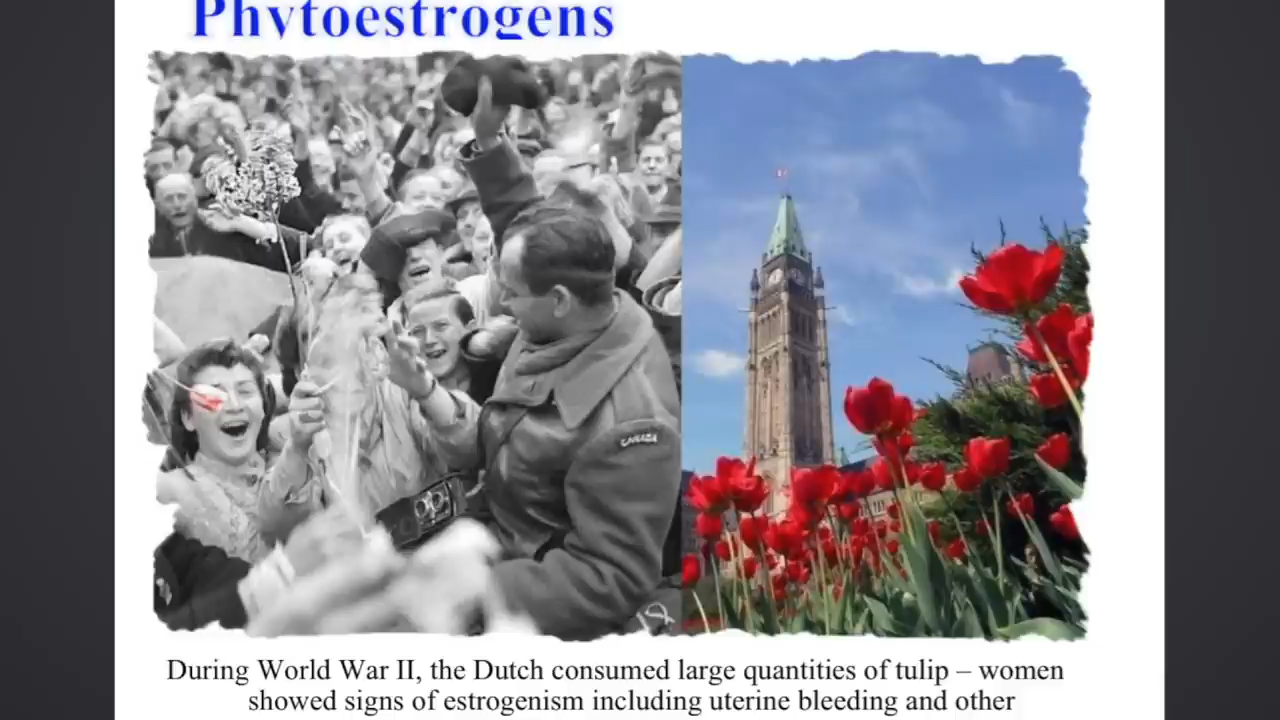 Phytoestrogens
CANADA
During World War II, the Dutch consumed large quantities of tulip – women
showed signs of estrogenism including uterine bleeding and other